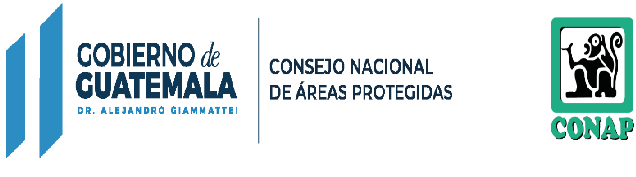 GOBIERNO de
GUATEMALA
DR. ALEJANDRO GIAMMATTEI
CONSEJO NACIONAL
DE ÁREAS PROTEGIDAS
CONAP